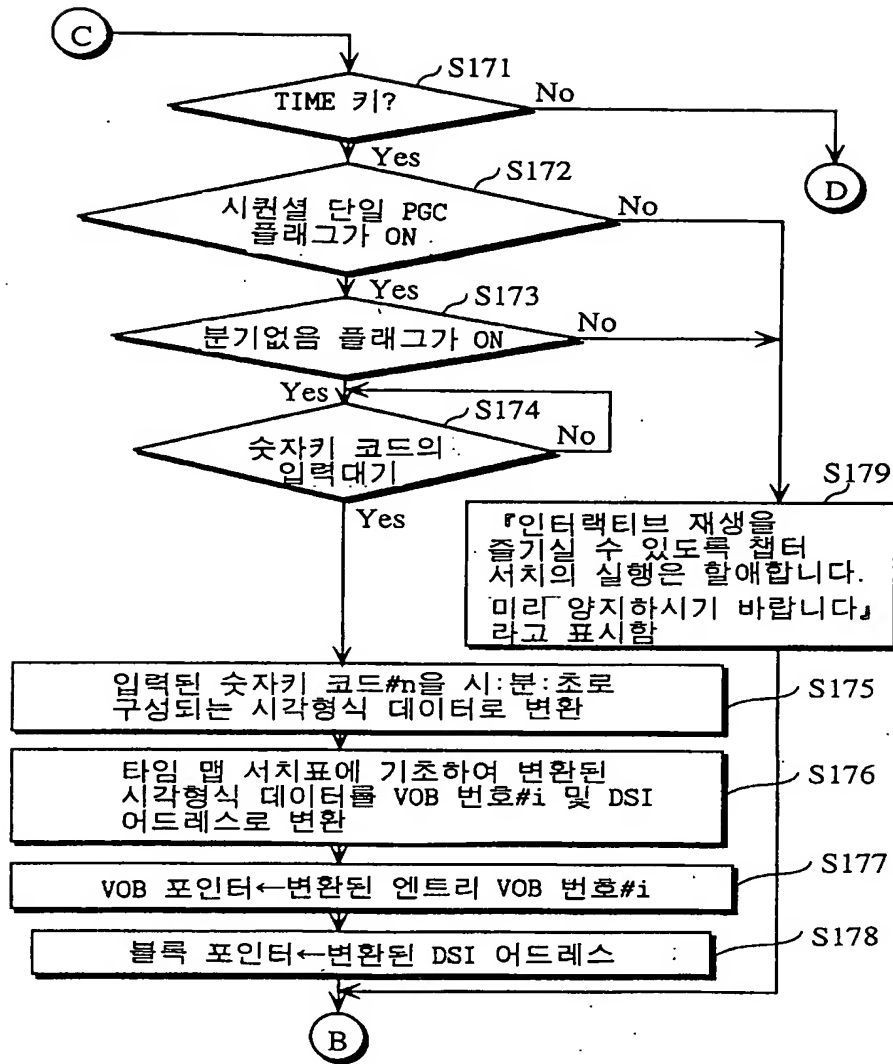 C
S171
TIME 키?
No
Yes
D
S172
시퀀셜 단일 PGC
플래그가 ON
No
Yes
S173
분기없음 플래그가 ON
No
Yes
S174
숫자키 코드의
입력대기
No
Yes
S179
『인터랙티브 재생을
즐기실 수 있도록 챕터
서치의 실행은 할애합니다.
미리 양지하시기 바랍니다』
라고 표시함
입력된 숫자키 코드#n을 시:분:초로
구성되는 시각형식 데이터로 변환
S175
타임 맵 서치표에 기초하여 변환된
시각형식 데이터를 VOB 번호#i 및 DSI
어드레스로 변환
S176
VOB 포인터←변환된 엔트리 VOB 번호#i
S177
블록 포인터←변환된 DSI 어드레스
S178
B